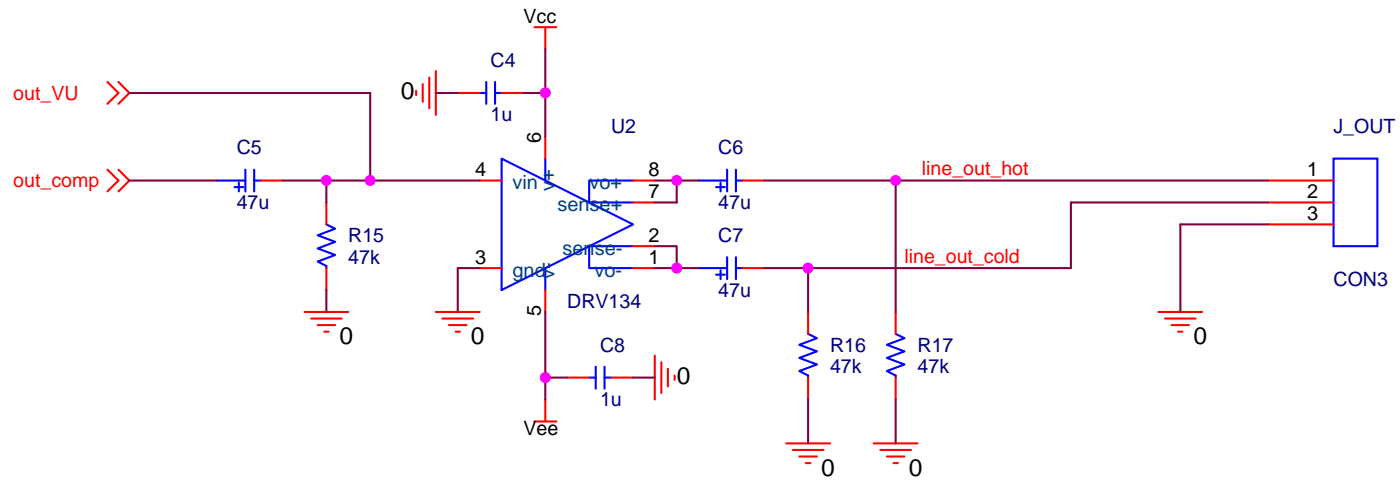 Vcc
C4
0
1u
out_VU
6
U2
J_OUT
C5
C6
out_comp
47u
4
vin
V+
vo+
8
sense+
7
47u
line_out_hot
1
2
3
R15
47k
sense-
2
C7
3
gnd
V-
vo-
1
47u
line_out_cold
CON3
DRV134
5
0
0
0
C8
R16
47k
R17
47k
0
1u
Vee
0
0